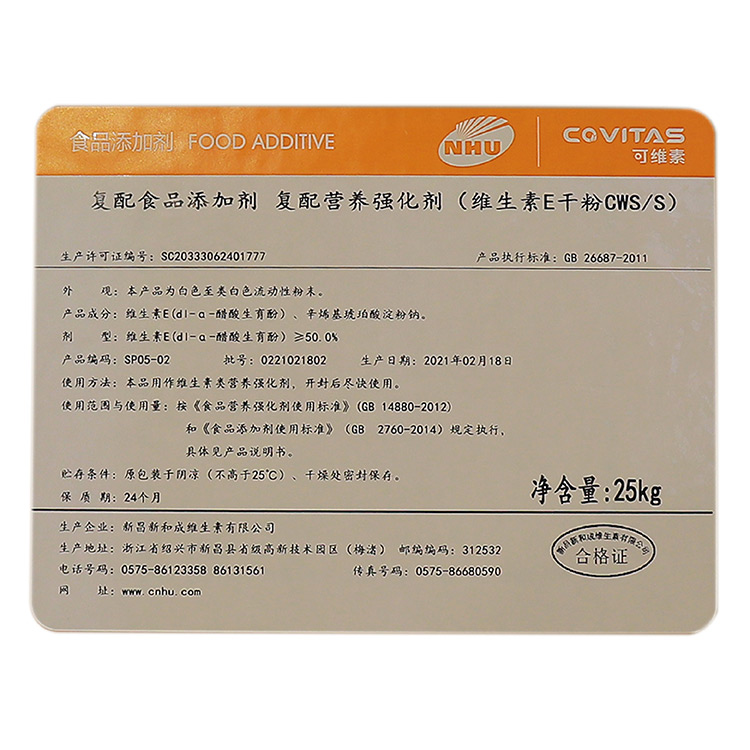 食品添加剂 FOOD ADDITIVE
NHU
COVITAS
可维素
复配食品添加剂 复配营养强化剂（维生素E干粉CWS/S）
生产许可证编号：SC20333062401777 产品执行标准：GB 26687-2011
外 观：本产品为白色至类白色流动性粉末。
产品成分：维生素E(dl-α-醋酸生育酚）、辛烯基琥珀酸淀粉钠。
剂 型：维生素E(dl-α-醋酸生育酚）≥50.0%
产品编码：SP05-02 批号：0221021802 生产日期：2021年02月18日
使用方法：本品用作维生素类营养强化剂，开封后尽快使用。
使用范围与使用量：按《食品营养强化剂使用标准》(GB 14880-2012)
和《食品添加剂使用标准》（GB 2760-2014）规定执行，
具体见产品说明书。
贮存条件：原包装于阴凉（不高于25℃）、干燥处密封保存。
保 质 期：24个月
净含量:25kg
生产企业：新昌新和成维生素有限公司
生产地址：浙江省绍兴市新昌县省级高新技术园区（梅渚） 邮编编码：312532
电话号码：0575-86123358 86131561 传真号码：0575-86680590
网 址：www.cnhu.com
新昌新和成维生素有限公司
合格证